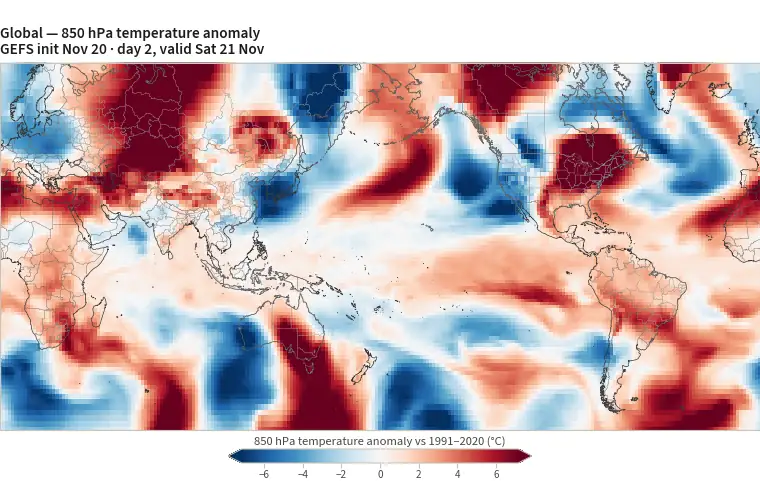 Global — 850 hPa temperature anomaly
GEFS init Nov 20 · day 2, valid Sat 21 Nov
850 hPa temperature anomaly vs 1991–2020 (°C)
−6 −4 −2 0 2 4 6